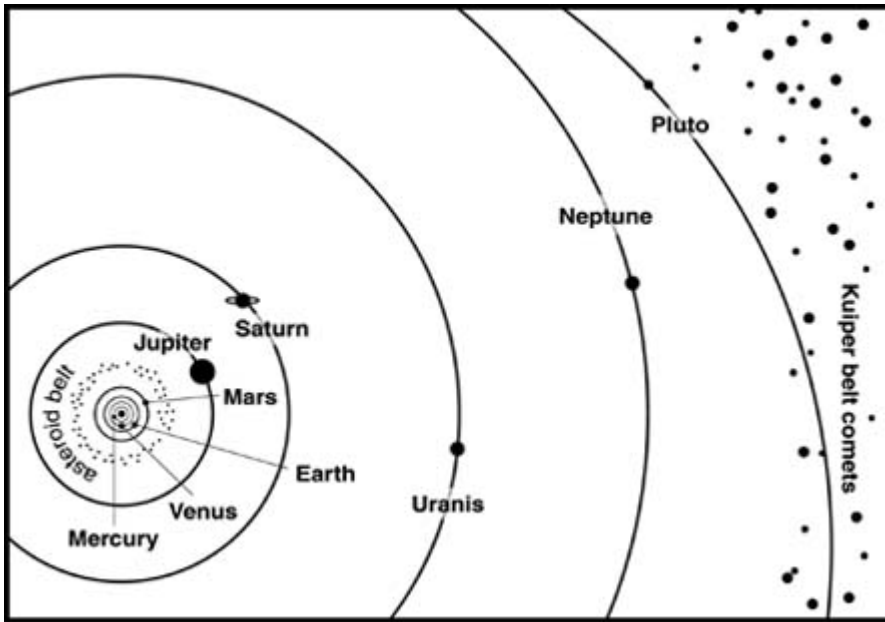 Pluto
Neptune
Kuiper belt comets
Saturn
Jupiter
Mars
asteroid belt
Earth
Uranis
Venus
Mercury